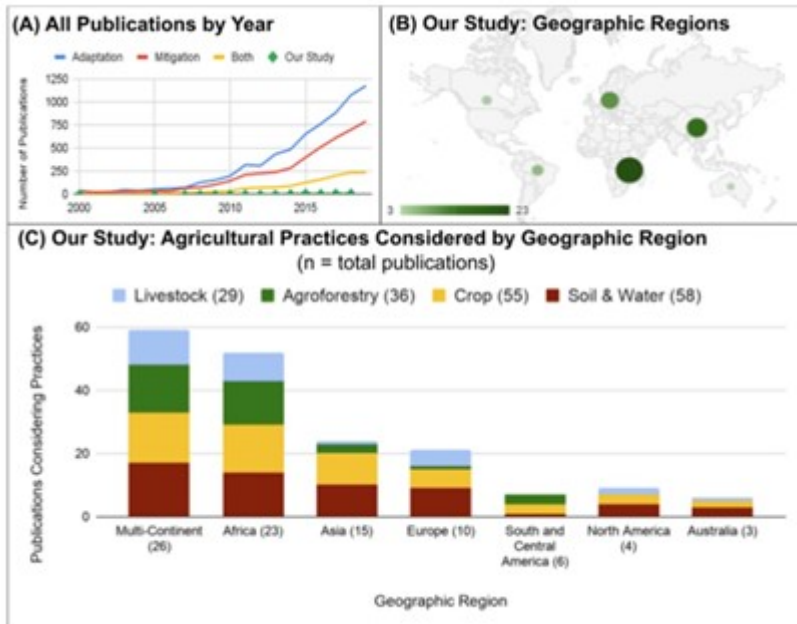 (A) All Publications by Year
Adaptation Mitigation Both Our Study
Number of Publications
1250
1000
750
500
250
0
2000 2005 2010 2015
(B) Our Study: Geographic Regions
3 23
(C) Our Study: Agricultural Practices Considered by Geographic Region
(n = total publications)
Livestock (29) Agroforestry (36) Crop (55) Soil & Water (58)
Publications Considering Practices
60
40
20
0
Multi-Continent (26)
Africa (23)
Asia (15)
Europe (10)
South and Central America (6)
North America (4)
Australia (3)
Geographic Region